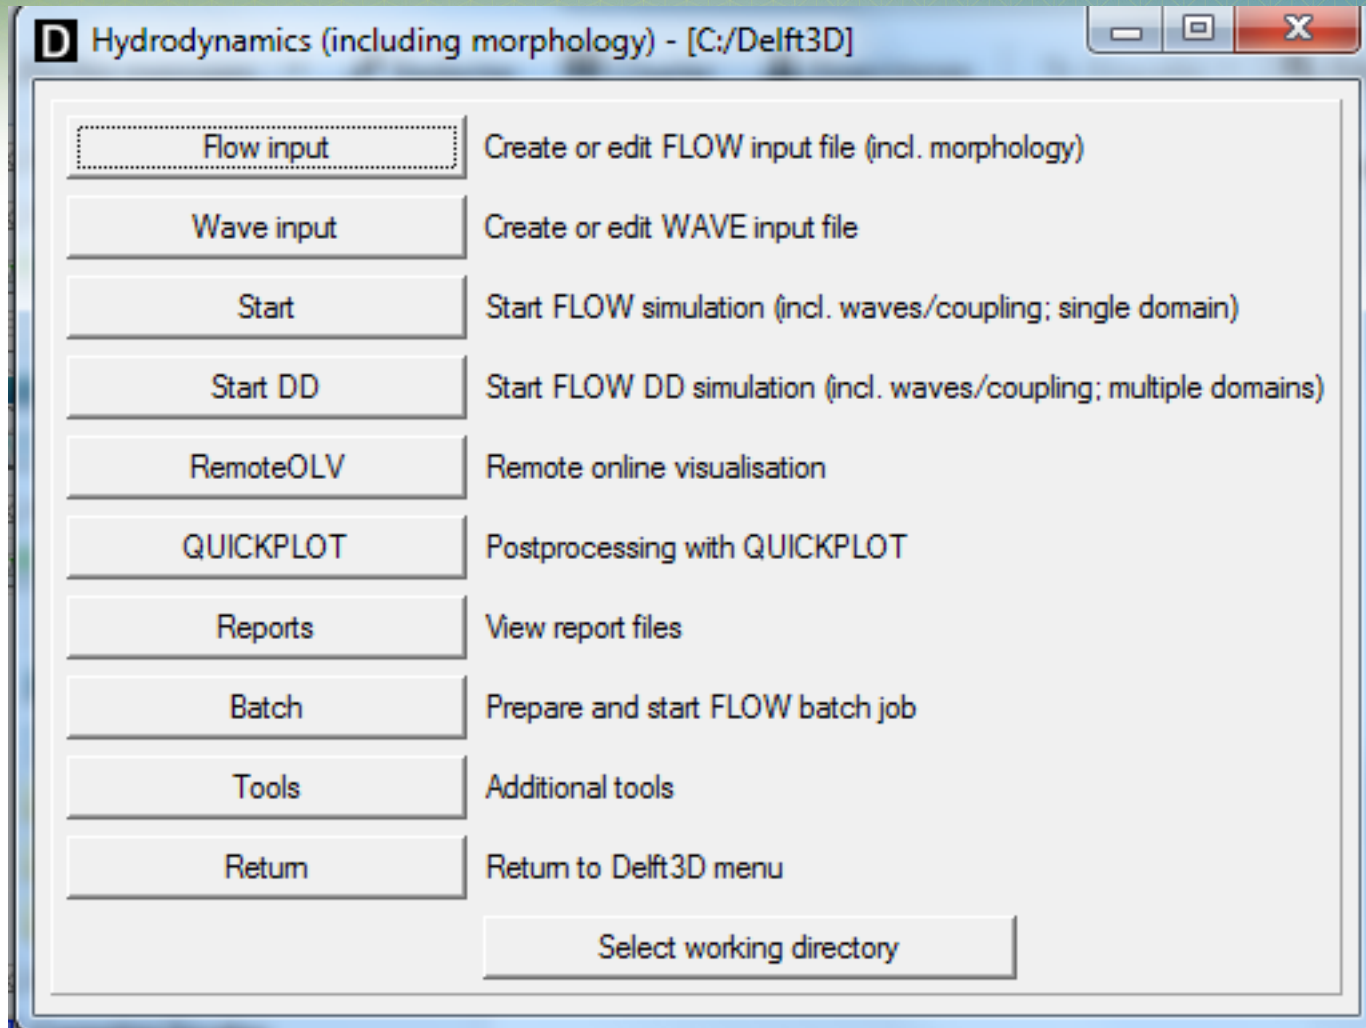 D Hydrodynamics (including morphology) - [C:/Delft3D]
Flow input Create or edit FLOW input file (incl. morphology)
Wave input Create or edit WAVE input file
Start Start FLOW simulation (incl. waves/coupling; single domain)
Start DD Start FLOW DD simulation (incl. waves/coupling; multiple domains)
RemoteOLV Remote online visualisation
QUICKPLOT Postprocessing with QUICKPLOT
Reports View report files
Batch Prepare and start FLOW batch job
Tools Additional tools
Return Return to Delft3D menu
Select working directory